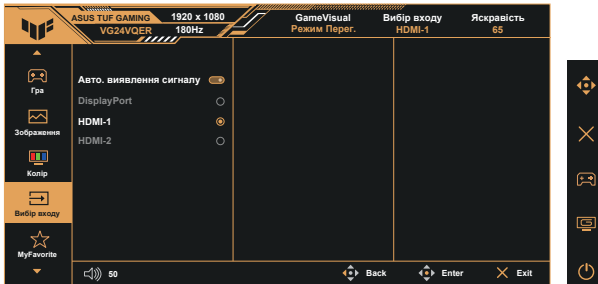 ASUS TUF GAMING 1920 x 1080
VG24VQER 180Hz
GameVisual Вибір входу Яскравість
Режим Перег. HDMI-1 65
Гра
Зображення
Колір
Вибір входу
MyFavorite
Авто. виявлення сигналу
DisplayPort
HDMI-1
HDMI-2
50 Back Enter Exit